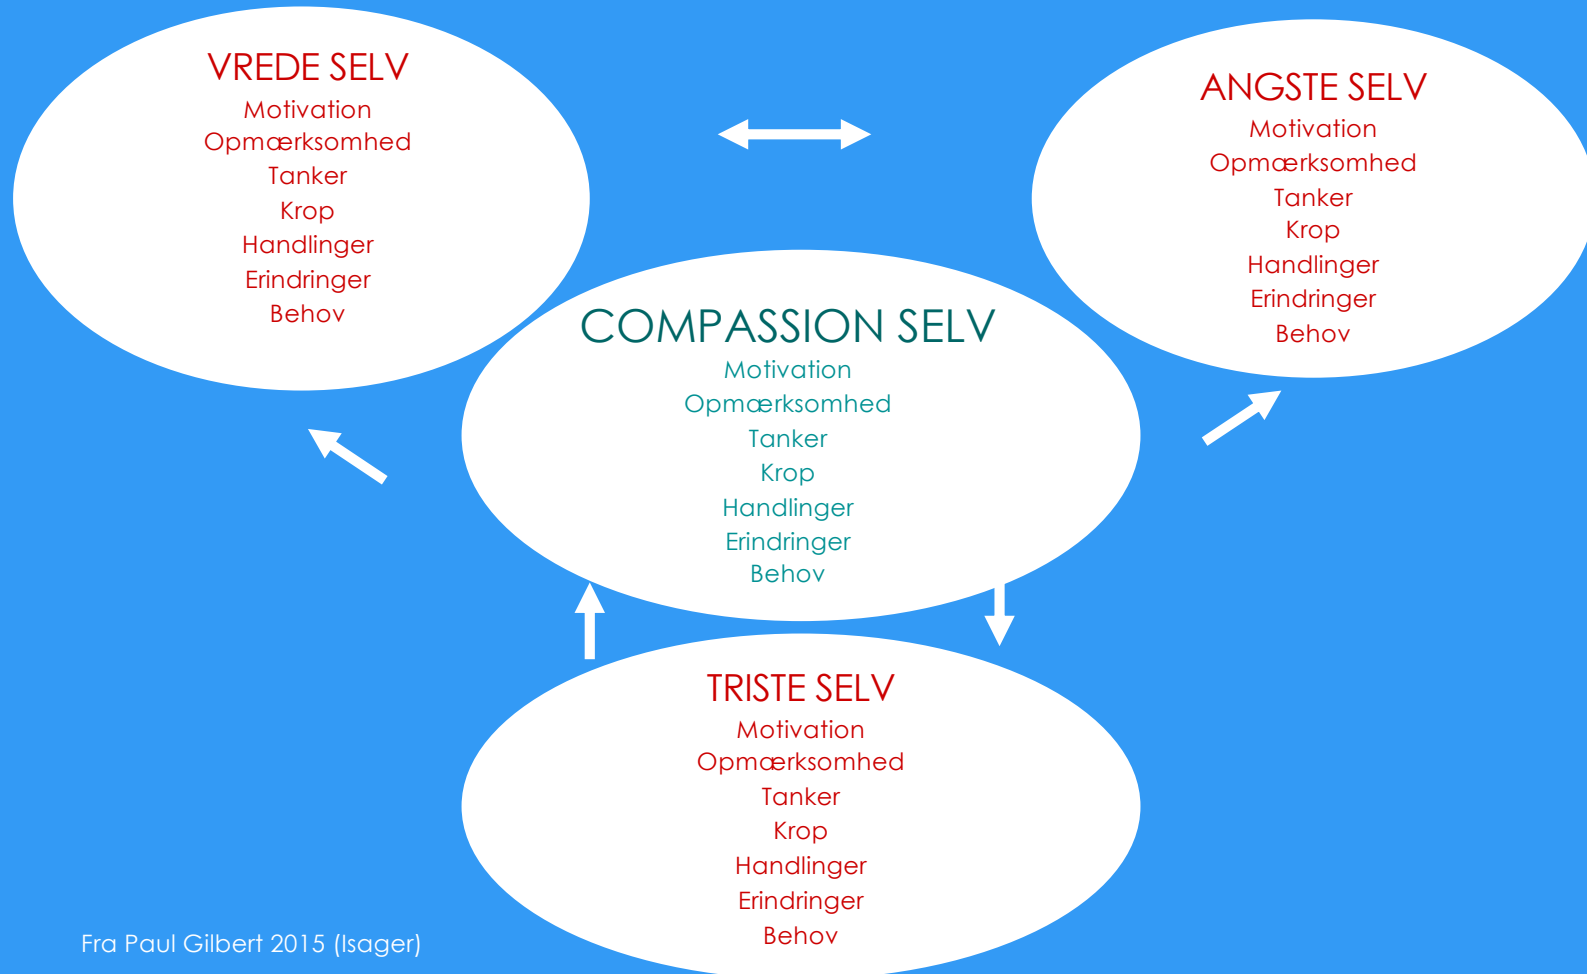 VREDE SELV
Motivation
Opmærksomhed
Tanker
Krop
Handlinger
Erindringer
Behov
ANGSTE SELV
Motivation
Opmærksomhed
Tanker
Krop
Handlinger
Erindringer
Behov
COMPASSION SELV
Motivation
Opmærksomhed
Tanker
Krop
Handlinger
Erindringer
Behov
TRISTE SELV
Motivation
Opmærksomhed
Tanker
Krop
Handlinger
Erindringer
Behov
Fra Paul Gilbert 2015 (Isager)